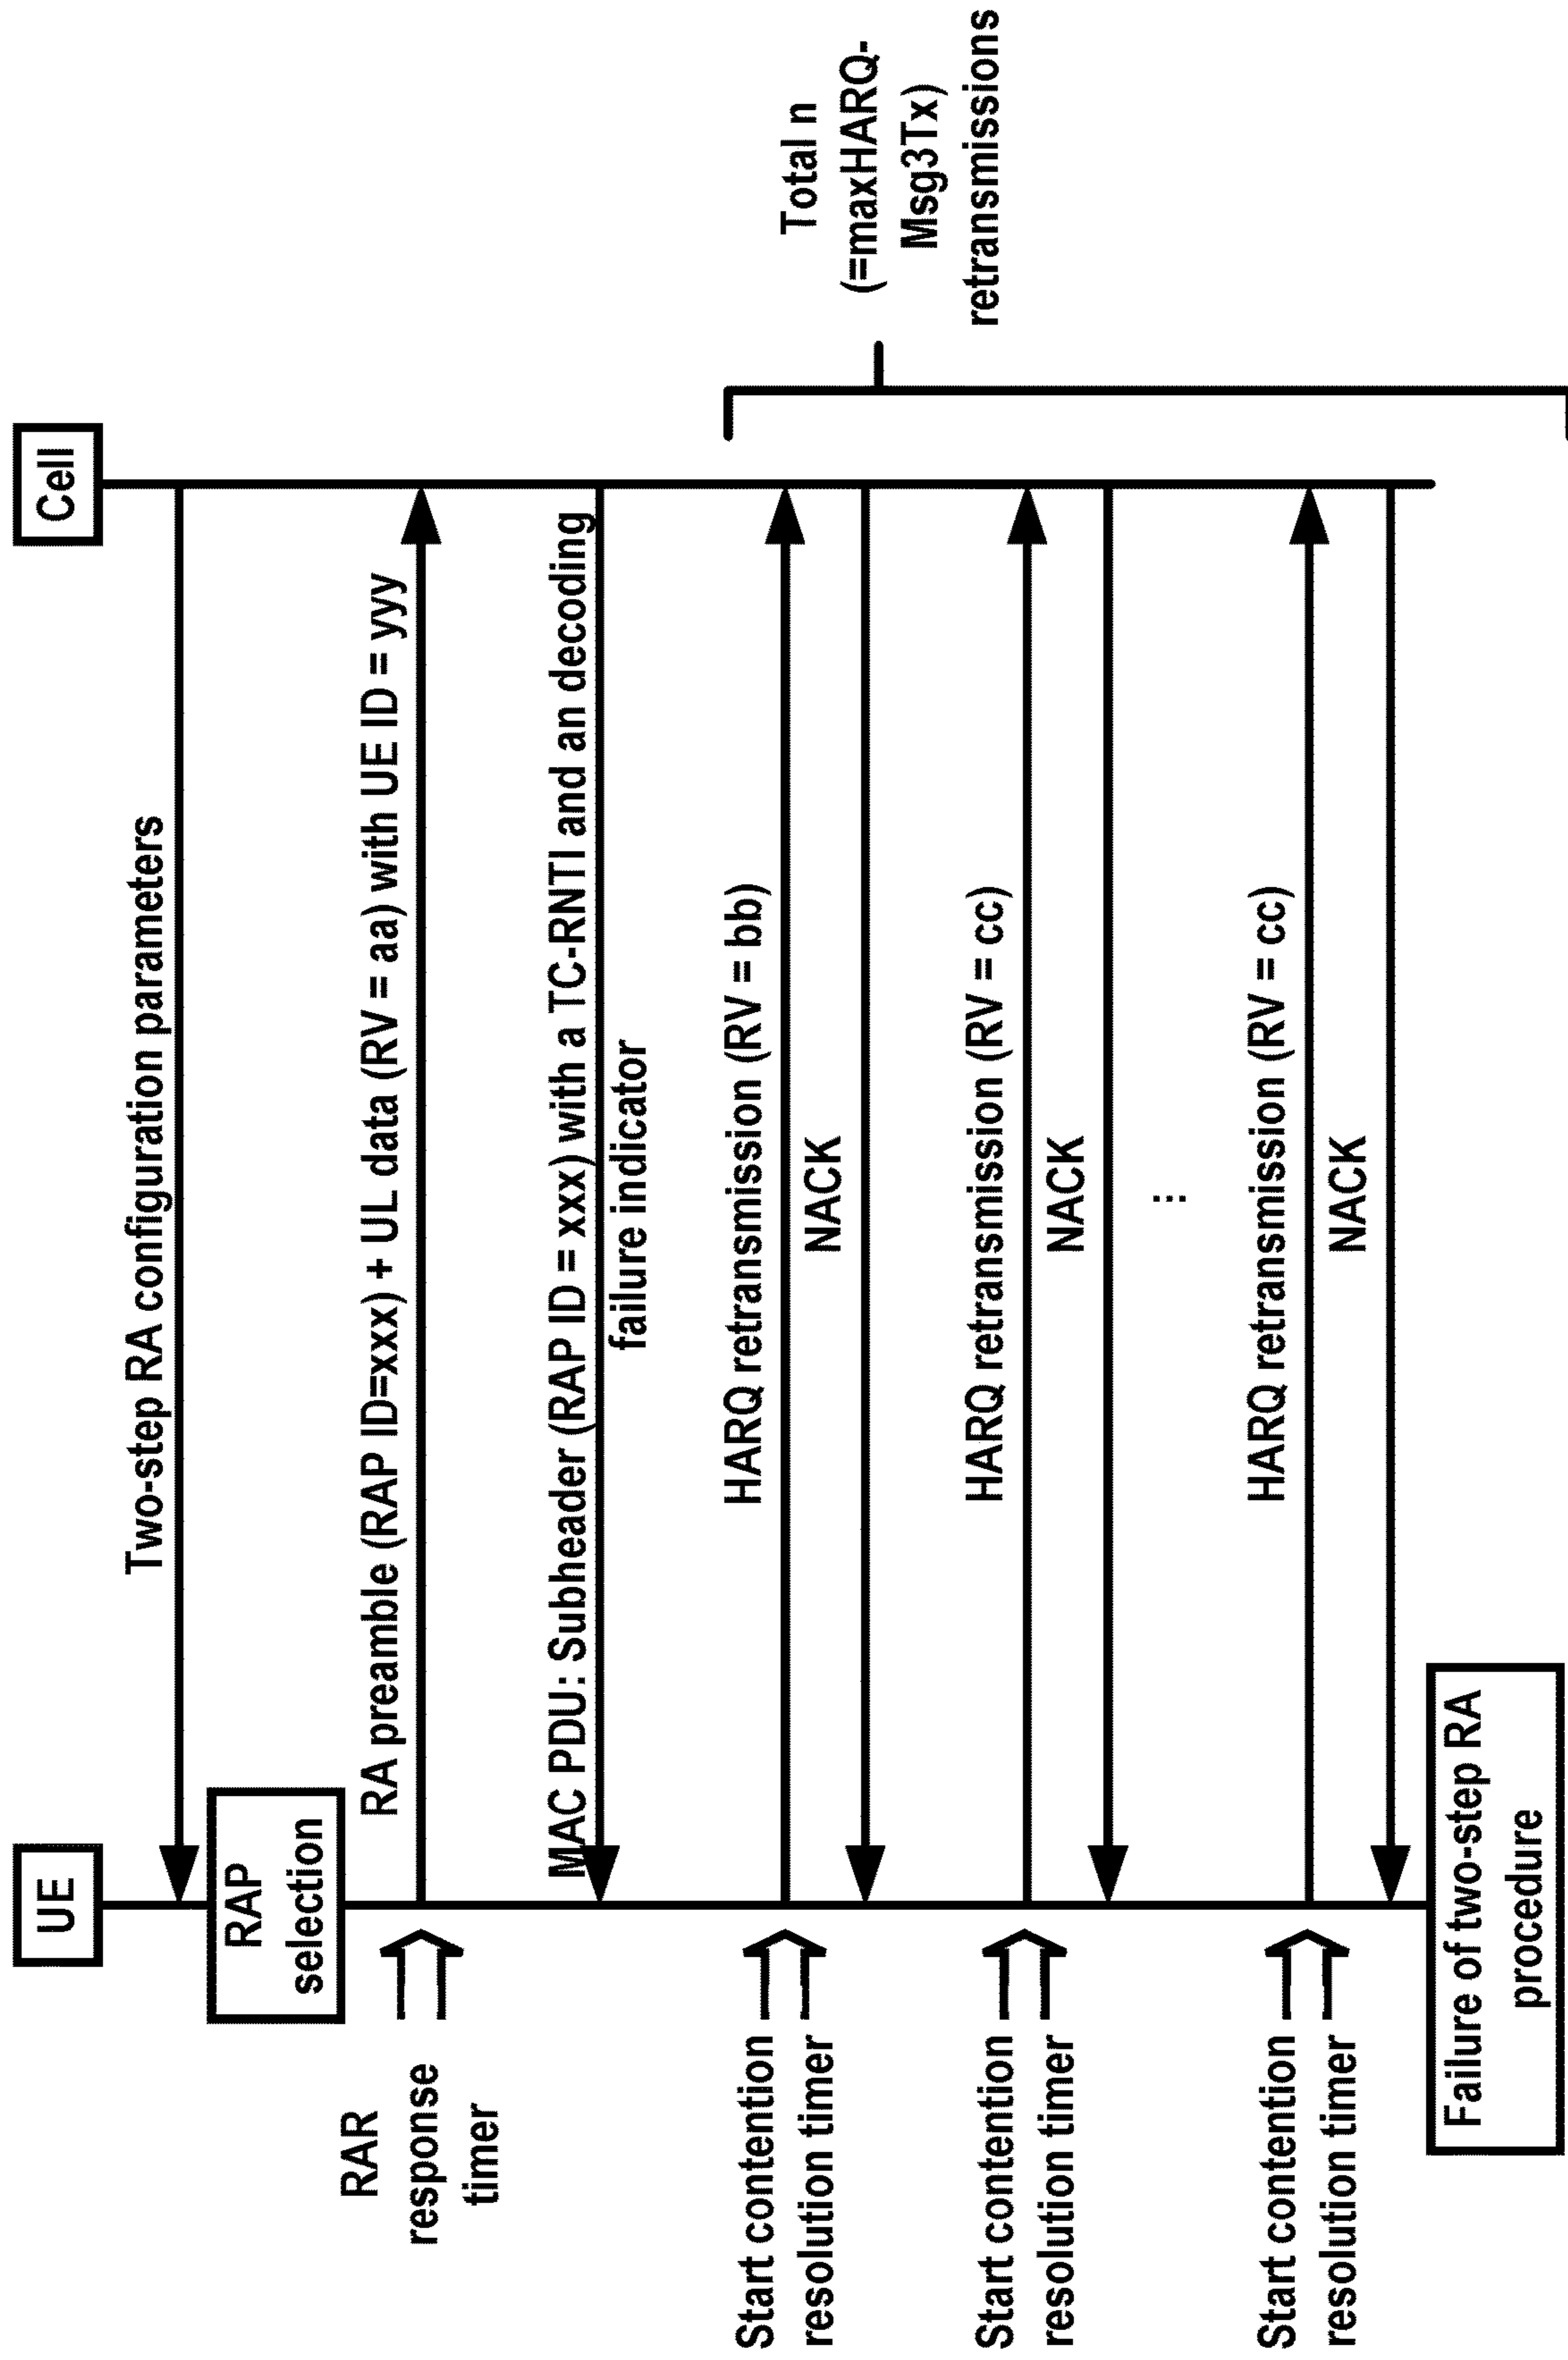 UE
Cell
Two-step RA configuration parameters
RAP
selection
RAR
response
timer
RA preamble (RAP ID=xxx) + UL data (RV = aa) with UE ID = yyy
MAC PDU: Subheader (RAP ID = xxx) with a TC-RNTI and an decoding
failure indicator
Start contention
resolution timer
HARQ retransmission (RV = bb)
NACK
Start contention
resolution timer
HARQ retransmission (RV = cc)
NACK
...
Start contention
resolution timer
HARQ retransmission (RV = cc)
NACK
Total n
(=maxHARQ-
Msg3Tx)
retransmissions
Failure of two-step RA
procedure